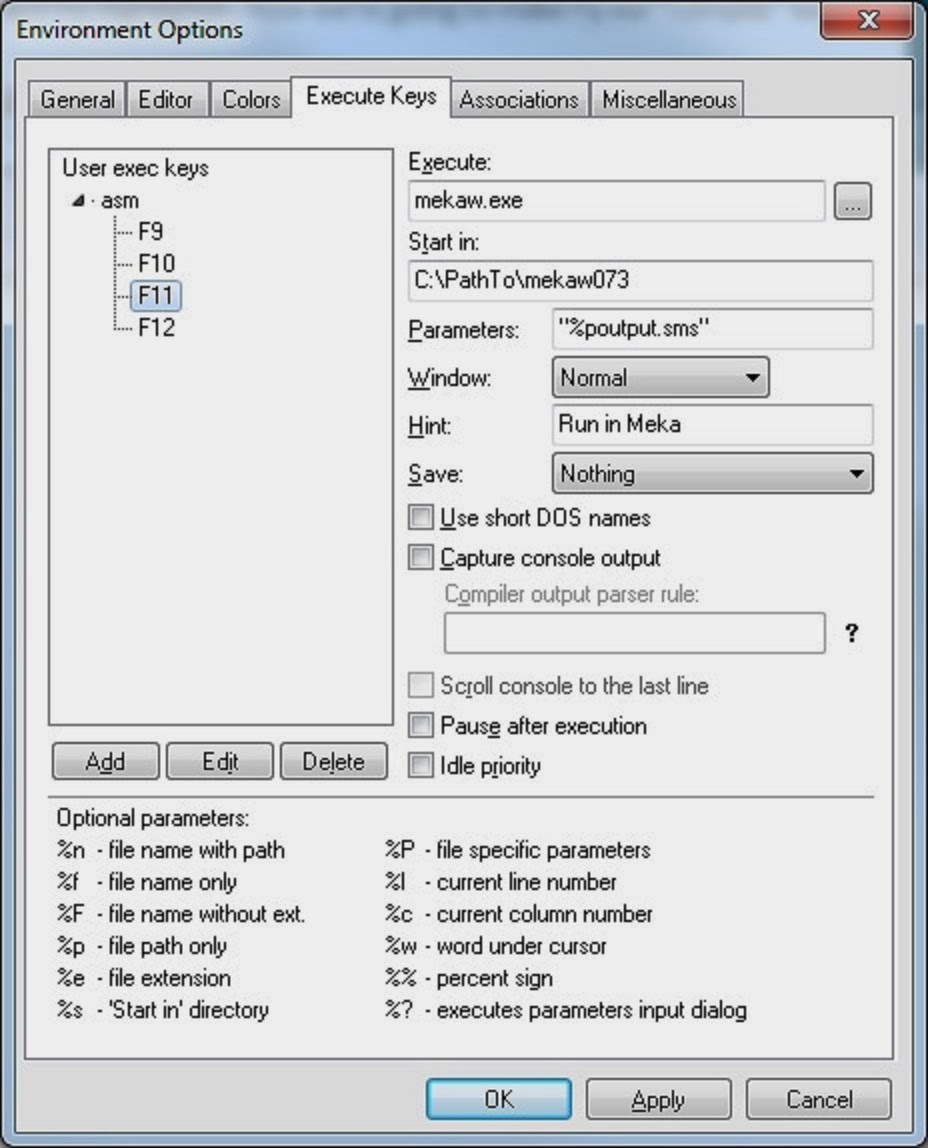 Environment Options
General Editor Colors Execute Keys Associations Miscellaneous
User exec keys
asm
F9
F10
F11
F12
Add Edit Delete
Execute:
mekaw.exe
...
Start in:
C:\PathTo\mekaw073
Parameters: "%poutput.sms"
Window: Normal
Hint: Run in Meka
Save: Nothing
Use short DOS names
Capture console output
Compiler output parser rule:
?
Scroll console to the last line
Pause after execution
Idle priority
Optional parameters:
%n - file name with path
%f - file name only
%F - file name without ext.
%p - file path only
%e - file extension
%s - 'Start in' directory
%P - file specific parameters
%l - current line number
%c - current column number
%w - word under cursor
%% - percent sign
%? - executes parameters input dialog
OK Apply Cancel